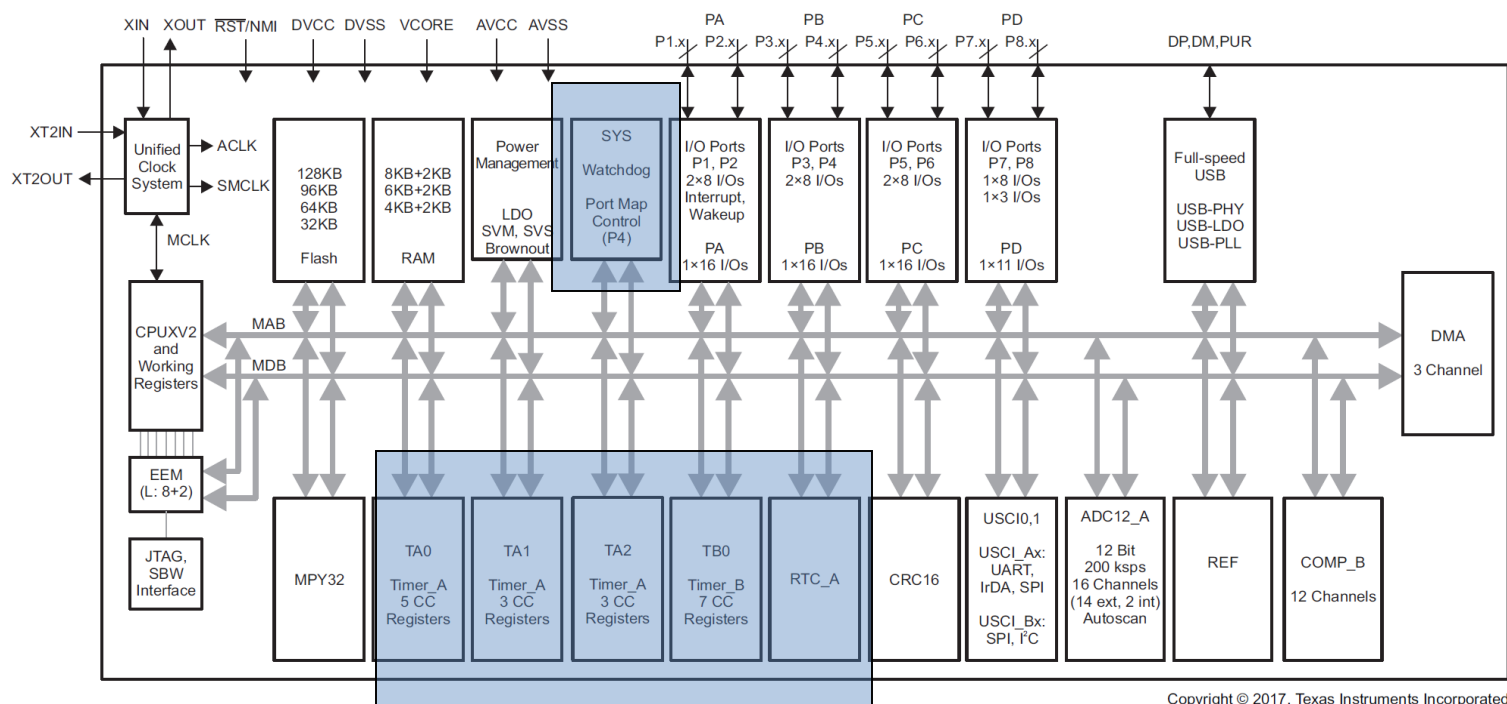 XIN
XOUT
RST/NMI
DVCC
DVSS
VCORE
AVCC
AVSS
PA
P1.x
P2.x
PB
P3.x
P4.x
PC
P5.x
P6.x
PD
P7.x
P8.x
DP,DM,PUR
XT2IN
XT2OUT
Unified
Clock
System
ACLK
SMCLK
MCLK
128KB
96KB
64KB
32KB
Flash
8KB+2KB
6KB+2KB
4KB+2KB
RAM
Power
Management
LDO
SVM, SVS
Brownout
SYS
Watchdog
Port Map
Control
(P4)
I/O Ports
P1, P2
2×8 I/Os
Interrupt,
Wakeup
PA
1×16 I/Os
I/O Ports
P3, P4
2×8 I/Os
PB
1×16 I/Os
I/O Ports
P5, P6
2×8 I/Os
PC
1×16 I/Os
I/O Ports
P7, P8
1×8 I/Os
1×3 I/Os
PD
1×11 I/Os
Full-speed
USB
USB-PHY
USB-LDO
USB-PLL
CPUXV2
and
Working
Registers
MAB
MDB
DMA
3 Channel
EEM
(L: 8+2)
JTAG,
SBW
Interface
MPY32
TA0
Timer_A
5 CC
Registers
TA1
Timer_A
3 CC
Registers
TA2
Timer_A
3 CC
Registers
TB0
Timer_B
7 CC
Registers
RTC_A
CRC16
USCI0,1
USCI_Ax:
UART,
IrDA, SPI
USCI_Bx:
SPI, I²C
ADC12_A
12 Bit
200 ksps
16 Channels
(14 ext, 2 int)
Autoscan
REF
COMP_B
12 Channels
Copyright © 2017, Texas Instruments Incorporated